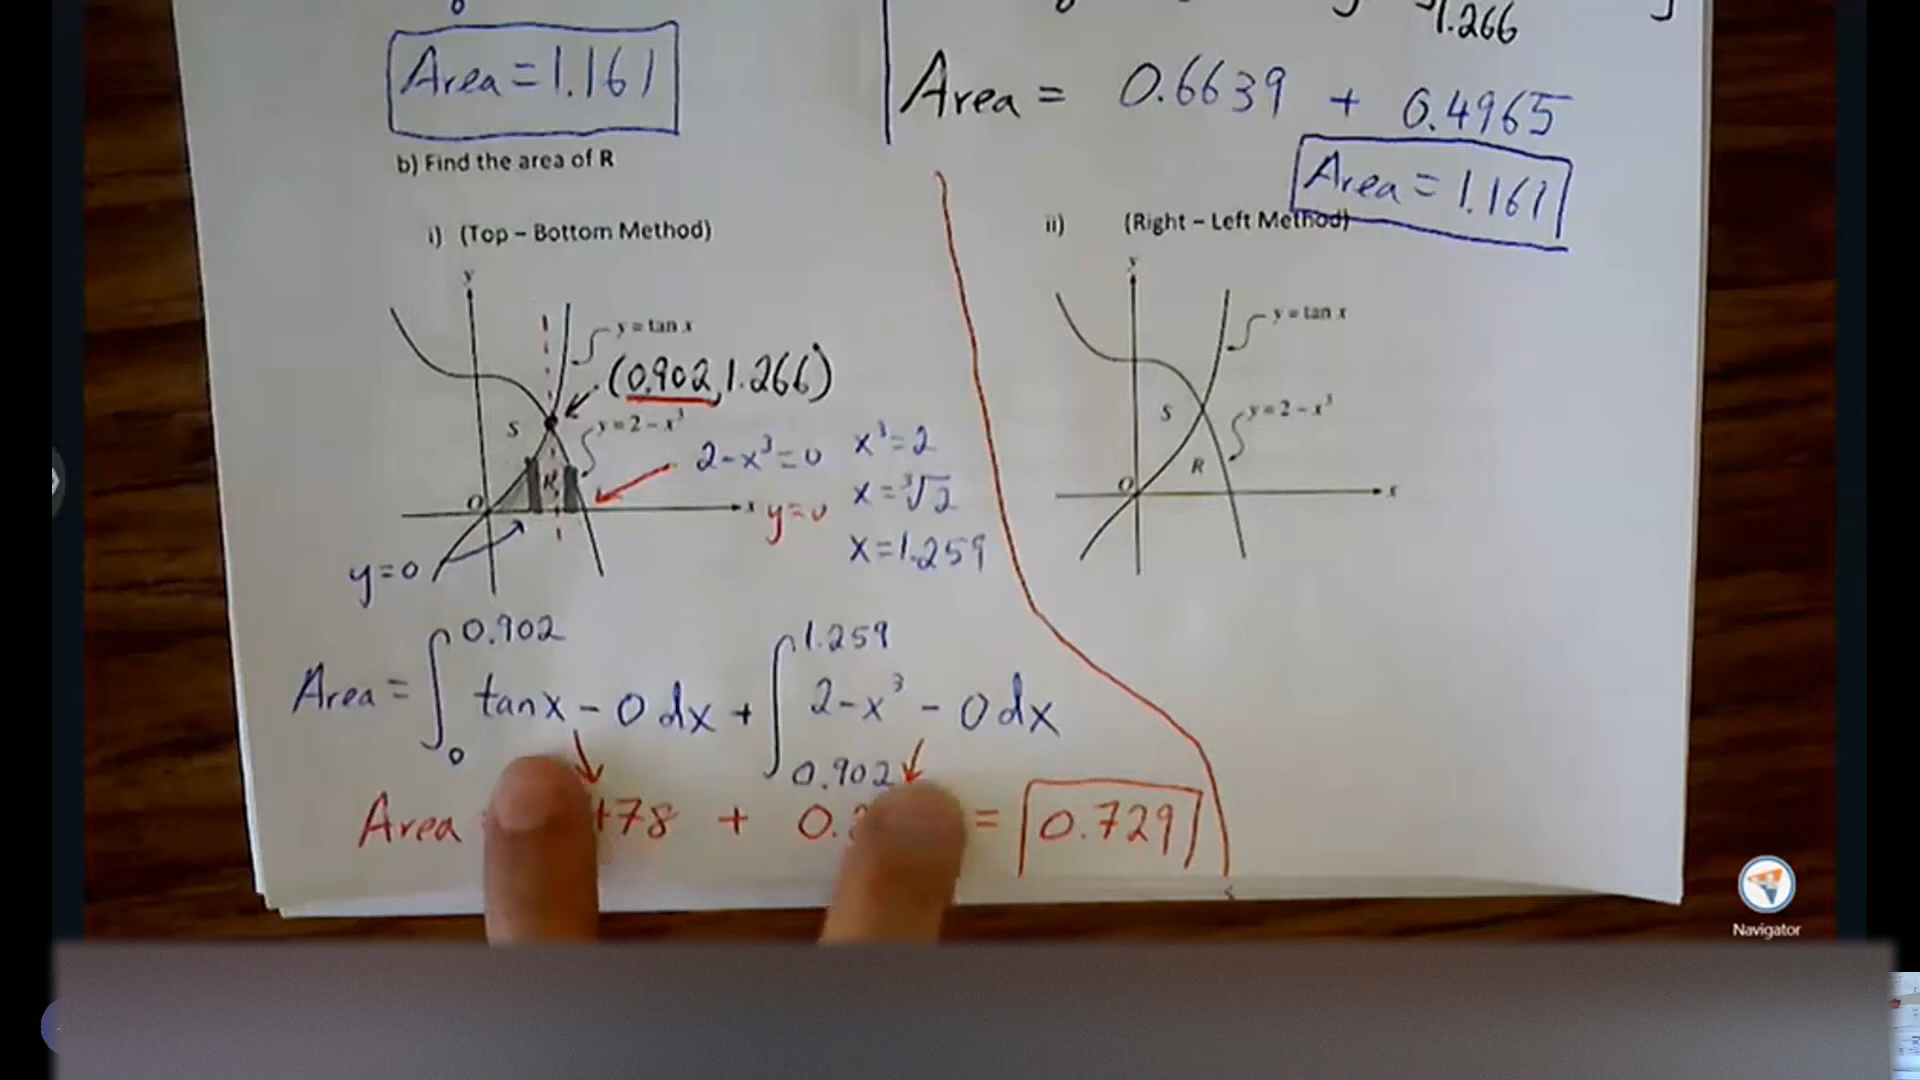 1.266
Area = 1.161
Area = 0.6639 + 0.4965
Area = 1.161
b) Find the area of R
i) (Top – Bottom Method)
y
y = tan x
(0.902, 1.266)
S
y = 2 – x³
2-x³=0
x³=2
x=³√2
x=1.259
R
O
x
y=0
y=0
Area = ∫₀^0.902 tanx - 0 dx + ∫_0.902^1.259 2-x³ - 0 dx
Area 478 + 0. = 0.729
ii) (Right – Left Method)
y
y = tan x
S
y = 2 – x³
R
O
x
Navigator